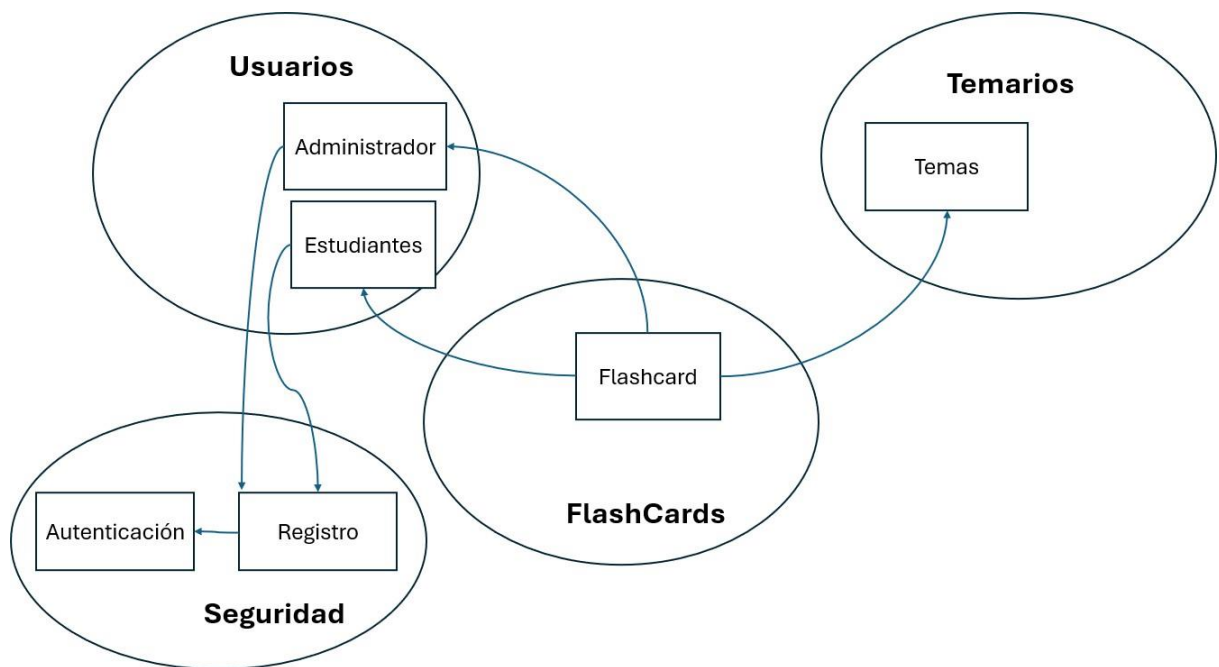 Usuarios
Administrador
Estudiantes
Temarios
Temas
Flashcard
FlashCards
Autenticación
Registro
Seguridad